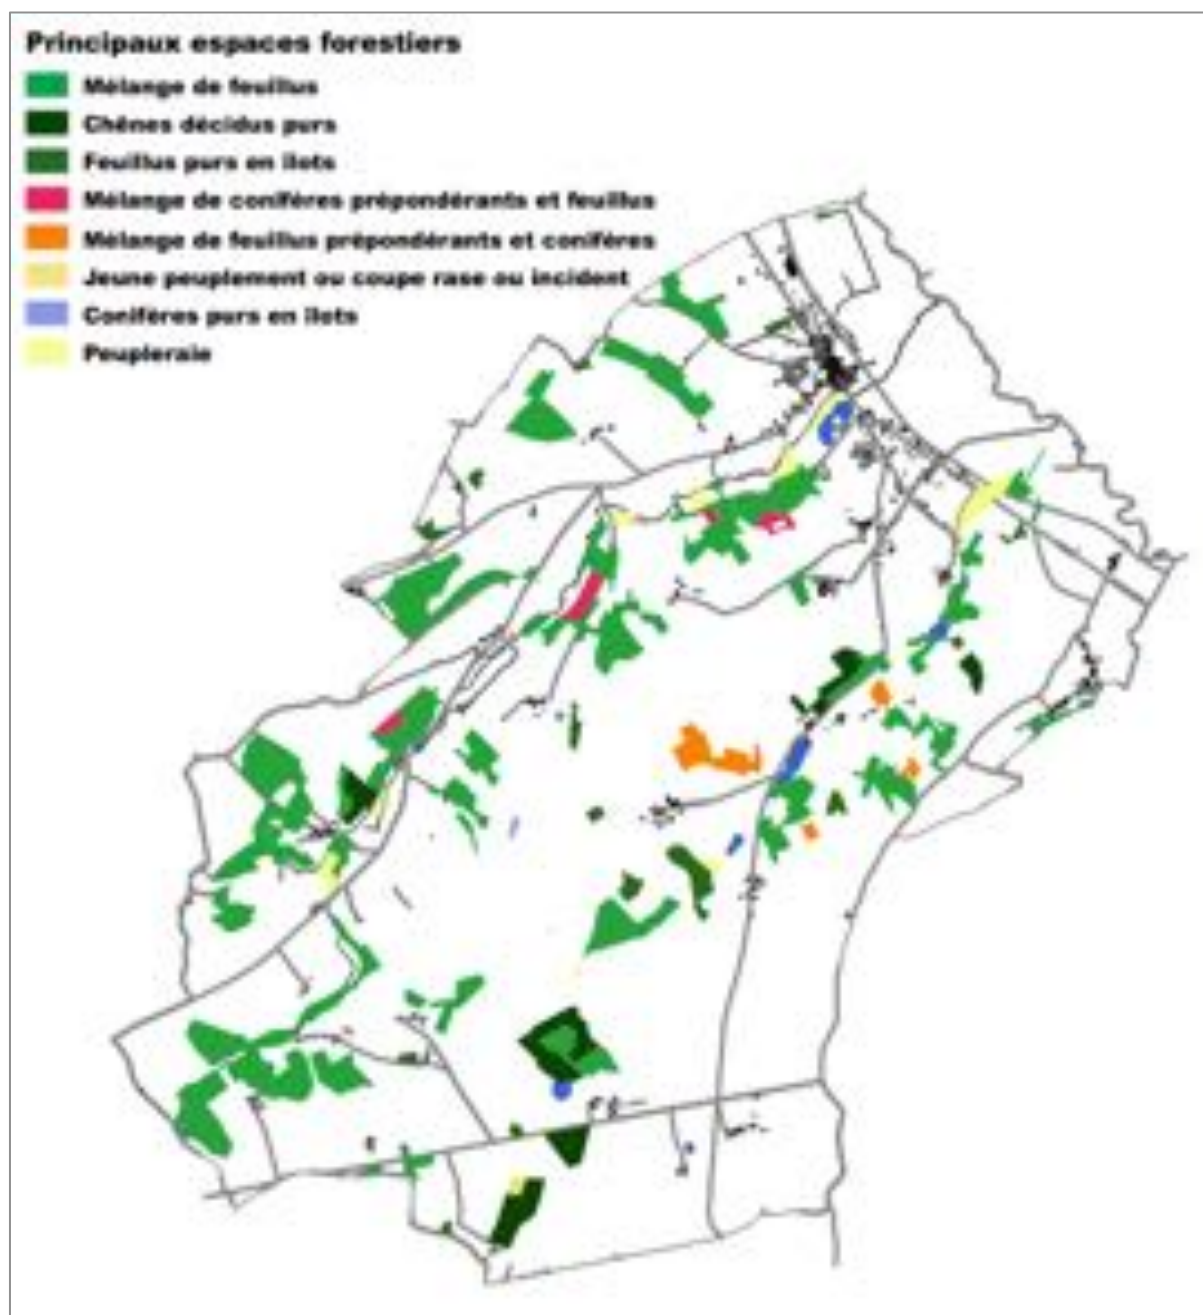 Principaux espaces forestiers
Mélange de feuillus
Chênes décidus purs
Feuillus purs en îlots
Mélange de conifères prépondérants et feuillus
Mélange de feuillus prépondérants et conifères
Jeune peuplement ou coupe rase ou incident
Conifères purs en îlots
Peupleraie